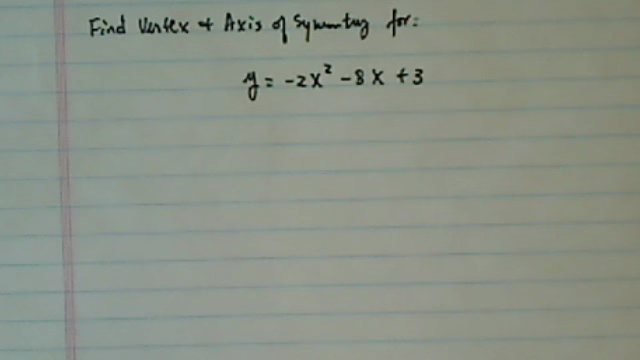 Find Vertex + Axis of Symmetry for:
y = -2x² - 8x + 3